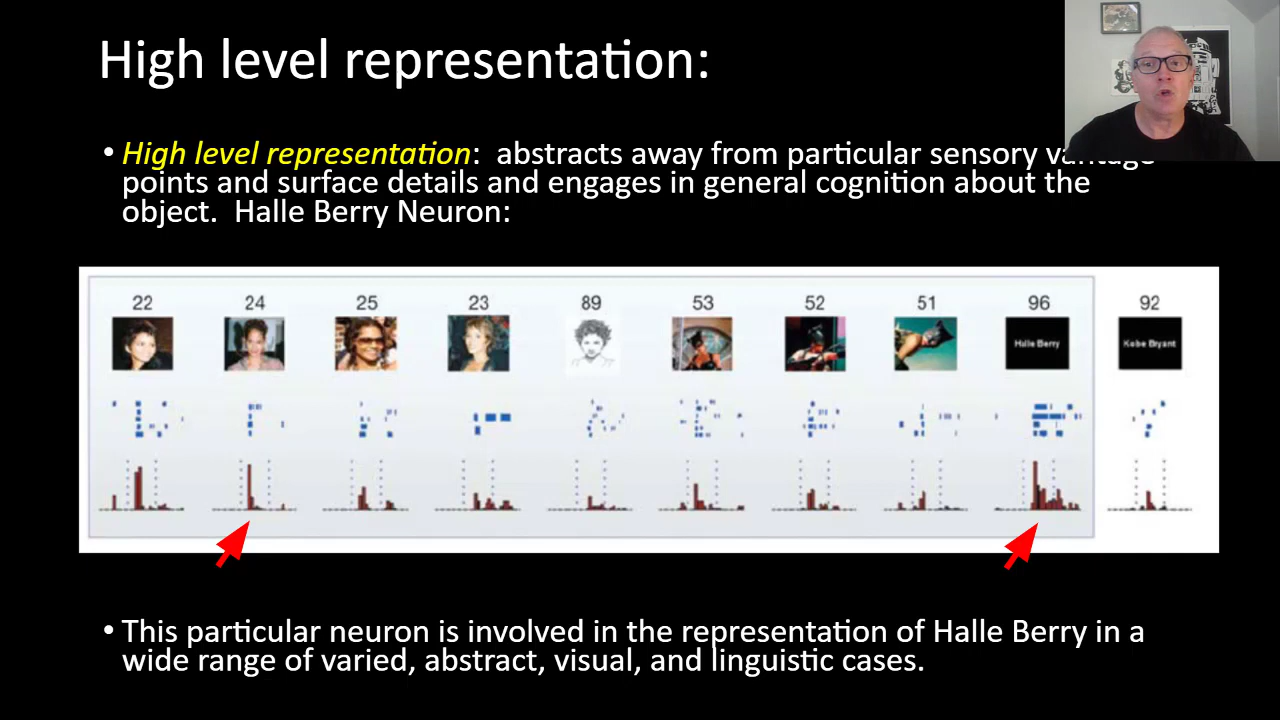 High level representation:
• High level representation: abstracts away from particular sensory vantage
points and surface details and engages in general cognition about the
object. Halle Berry Neuron:
22 24 25 23 89 53 52 51 96 92
Halle Berry Kobe Bryant
• This particular neuron is involved in the representation of Halle Berry in a
wide range of varied, abstract, visual, and linguistic cases.